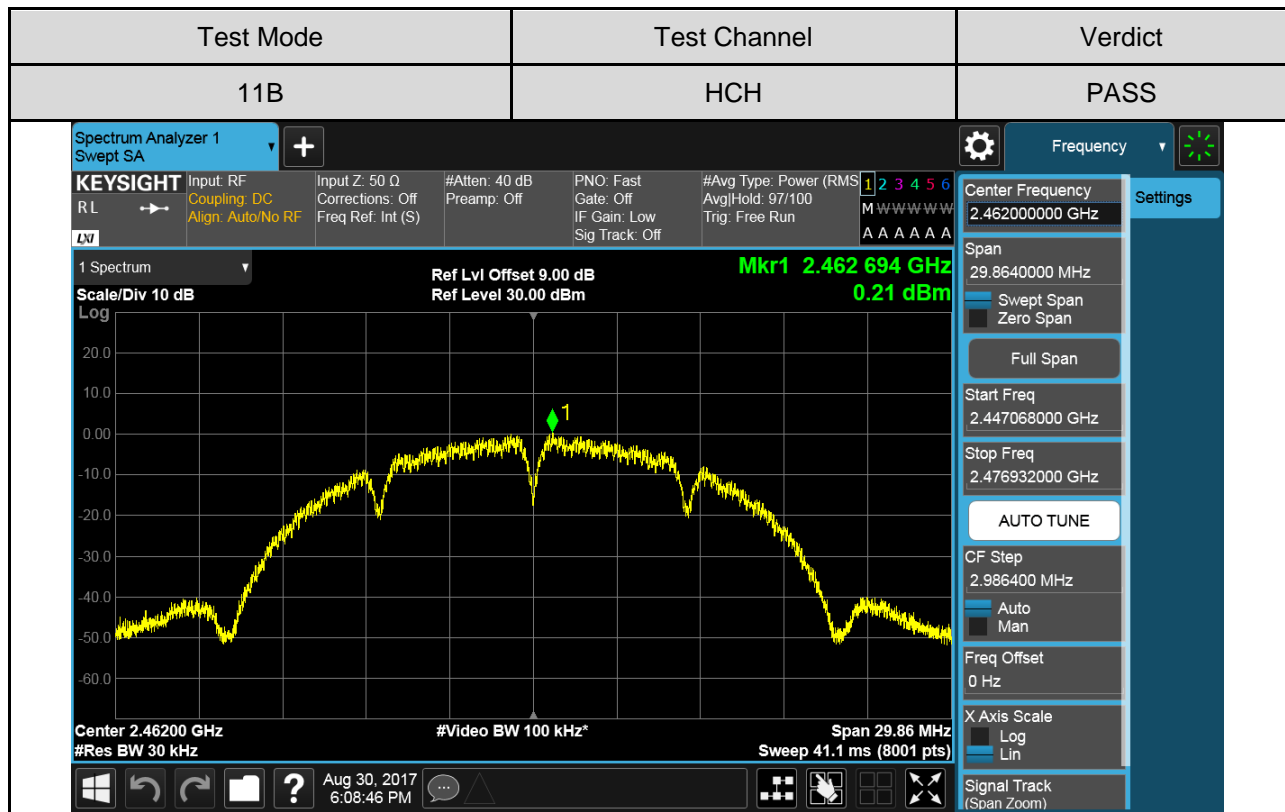 Test Mode Test Channel Verdict
11B HCH PASS
Spectrum Analyzer 1
Swept SA
Frequency
KEYSIGHT
RL
LXI
Input: RF
Coupling: DC
Align: Auto/No RF
Input Z: 50 Ω
Corrections: Off
Freq Ref: Int (S)
#Atten: 40 dB
Preamp: Off
PNO: Fast
Gate: Off
IF Gain: Low
Sig Track: Off
#Avg Type: Power (RMS
Avg|Hold: 97/100
Trig: Free Run
1 2 3 4 5 6
M W W W W W
A A A A A A
1 Spectrum
Scale/Div 10 dB
Log
Ref Lvl Offset 9.00 dB
Ref Level 30.00 dBm
Mkr1 2.462 694 GHz
0.21 dBm
20.0
10.0
0.00
-10.0
-20.0
-30.0
-40.0
-50.0
-60.0
1
Center 2.46200 GHz
#Res BW 30 kHz
#Video BW 100 kHz*
Span 29.86 MHz
Sweep 41.1 ms (8001 pts)
Center Frequency
2.462000000 GHz
Settings
Span
29.8640000 MHz
Swept Span
Zero Span
Full Span
Start Freq
2.447068000 GHz
Stop Freq
2.476932000 GHz
AUTO TUNE
CF Step
2.986400 MHz
Auto
Man
Freq Offset
0 Hz
X Axis Scale
Log
Lin
Signal Track
(Span Zoom)
?
Aug 30, 2017
6:08:46 PM